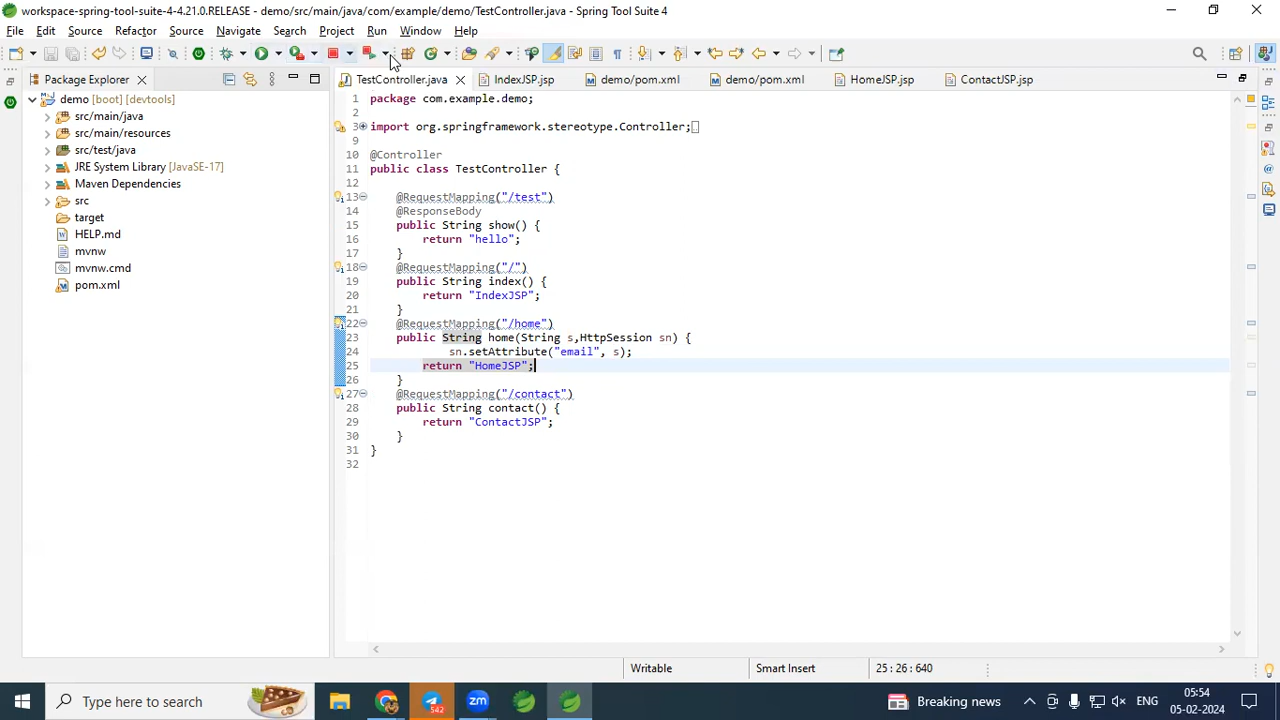 workspace-spring-tool-suite-4-4.21.0.RELEASE - demo/src/main/java/com/example/demo/TestController.java - Spring Tool Suite 4
File Edit Source Refactor Source Navigate Search Project Run Window Help
Package Explorer
TestController.java IndexJSP.jsp demo/pom.xml demo/pom.xml HomeJSP.jsp ContactJSP.jsp
demo [boot] [devtools]
src/main/java
src/main/resources
src/test/java
JRE System Library [JavaSE-17]
Maven Dependencies
src
target
HELP.md
mvnw
mvnw.cmd
pom.xml
1 package com.example.demo;
2
3 import org.springframework.stereotype.Controller;
9
10 @Controller
11 public class TestController {
12
13 @RequestMapping("/test")
14 @ResponseBody
15 public String show() {
16 return "hello";
17 }
18 @RequestMapping("/")
19 public String index() {
20 return "IndexJSP";
21 }
22 @RequestMapping("/home")
23 public String home(String s,HttpSession sn) {
24 sn.setAttribute("email", s);
25 return "HomeJSP";
26 }
27 @RequestMapping("/contact")
28 public String contact() {
29 return "ContactJSP";
30 }
31 }
32
Writable Smart Insert 25 : 26 : 640
Type here to search
542
zm
Breaking news
ENG
05:54
05-02-2024